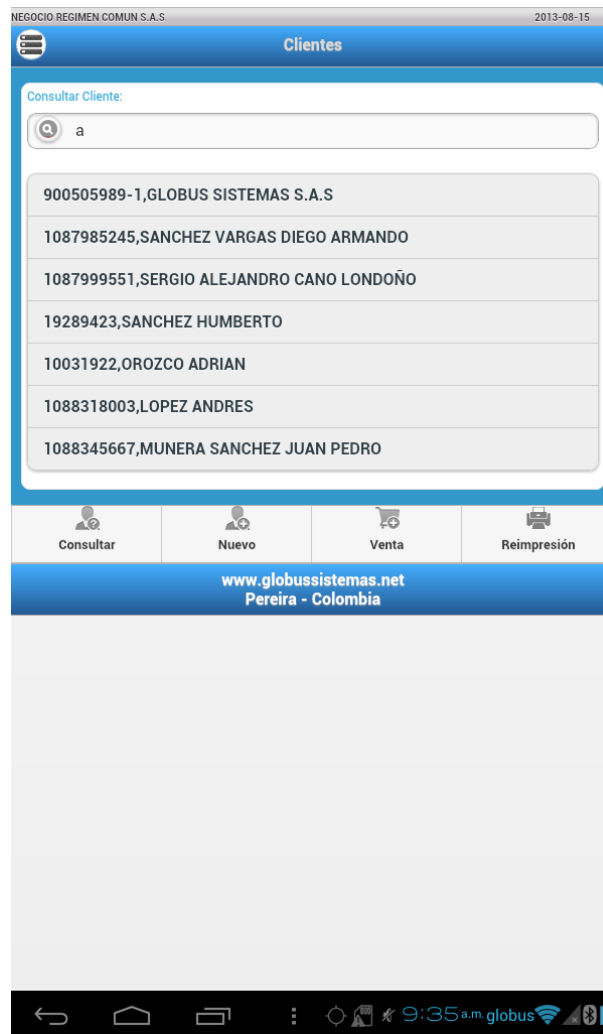 NEGOCIO REGIMEN COMUN S.A.S 2013-08-15
Clientes
Consultar Cliente:
a
900505989-1,GLOBUS SISTEMAS S.A.S
1087985245,SANCHEZ VARGAS DIEGO ARMANDO
1087999551,SERGIO ALEJANDRO CANO LONDOÑO
19289423,SANCHEZ HUMBERTO
10031922,OROZCO ADRIAN
1088318003,LOPEZ ANDRES
1088345667,MUNERA SANCHEZ JUAN PEDRO
Consultar Nuevo Venta Reimpresión
www.globussistemas.net
Pereira - Colombia
9:35 a.m. globus